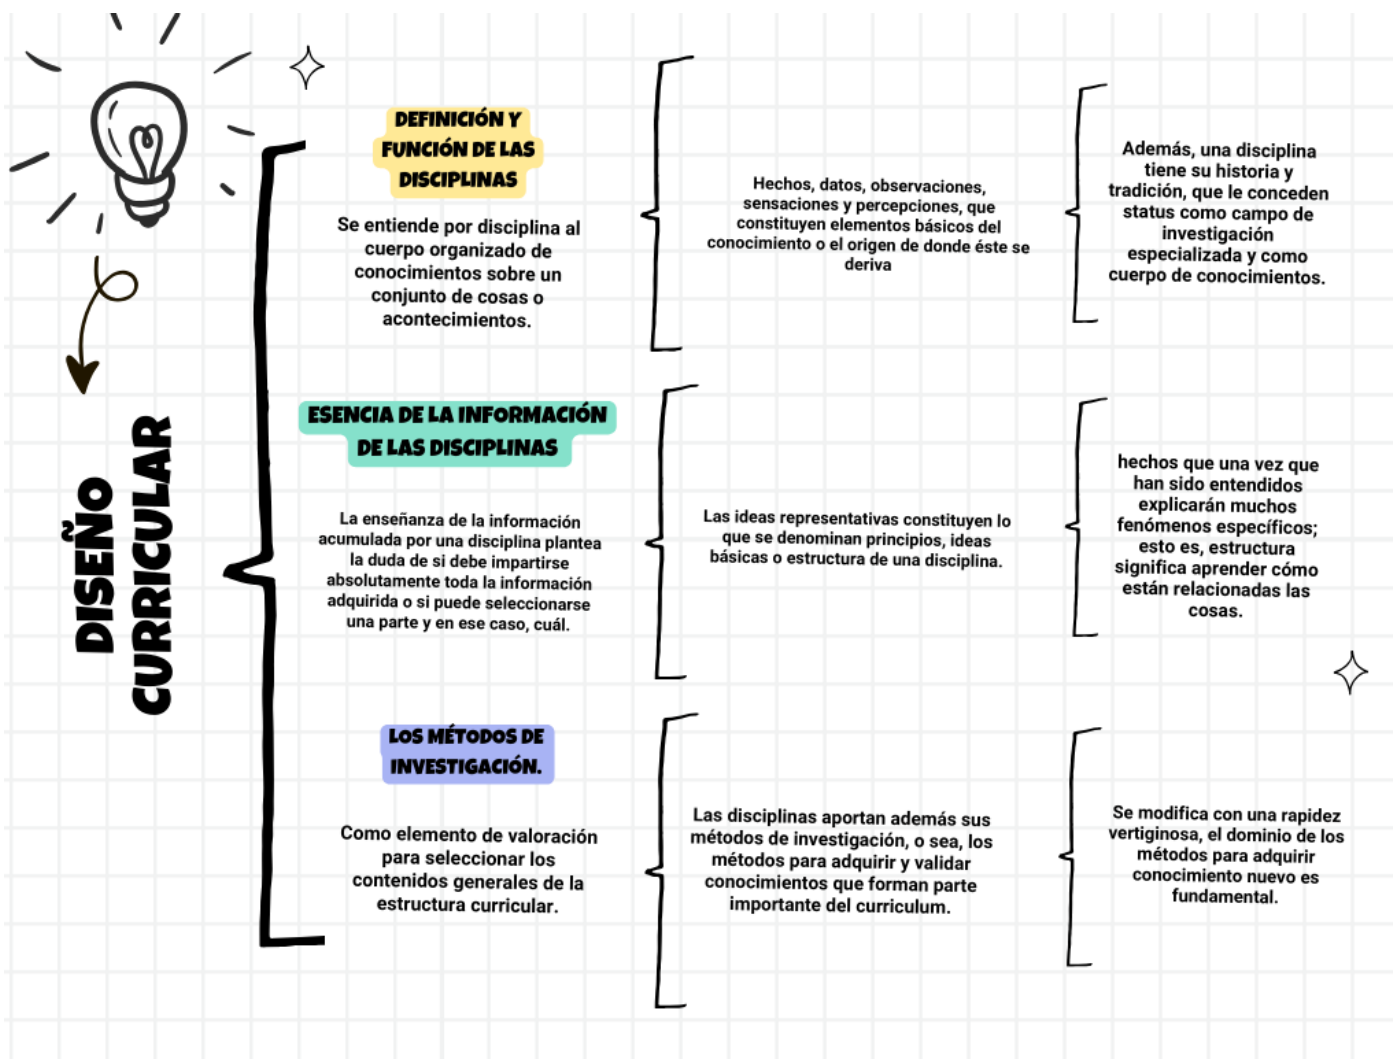 DISEÑO
CURRICULAR
DEFINICIÓN Y
FUNCIÓN DE LAS
DISCIPLINAS
Se entiende por disciplina al
cuerpo organizado de
conocimientos sobre un
conjunto de cosas o
acontecimientos.
Hechos, datos, observaciones,
sensaciones y percepciones, que
constituyen elementos básicos del
conocimiento o el origen de donde éste se
deriva
Además, una disciplina
tiene su historia y
tradición, que le conceden
status como campo de
investigación
especializada y como
cuerpo de conocimientos.
ESENCIA DE LA INFORMACIÓN
DE LAS DISCIPLINAS
La enseñanza de la información
acumulada por una disciplina plantea
la duda de si debe impartirse
absolutamente toda la información
adquirida o si puede seleccionarse
una parte y en ese caso, cuál.
Las ideas representativas constituyen lo
que se denominan principios, ideas
básicas o estructura de una disciplina.
hechos que una vez que
han sido entendidos
explicarán muchos
fenómenos específicos;
esto es, estructura
significa aprender cómo
están relacionadas las
cosas.
LOS MÉTODOS DE
INVESTIGACIÓN.
Como elemento de valoración
para seleccionar los
contenidos generales de la
estructura curricular.
Las disciplinas aportan además sus
métodos de investigación, o sea, los
métodos para adquirir y validar
conocimientos que forman parte
importante del curriculum.
Se modifica con una rapidez
vertiginosa, el dominio de los
métodos para adquirir
conocimiento nuevo es
fundamental.